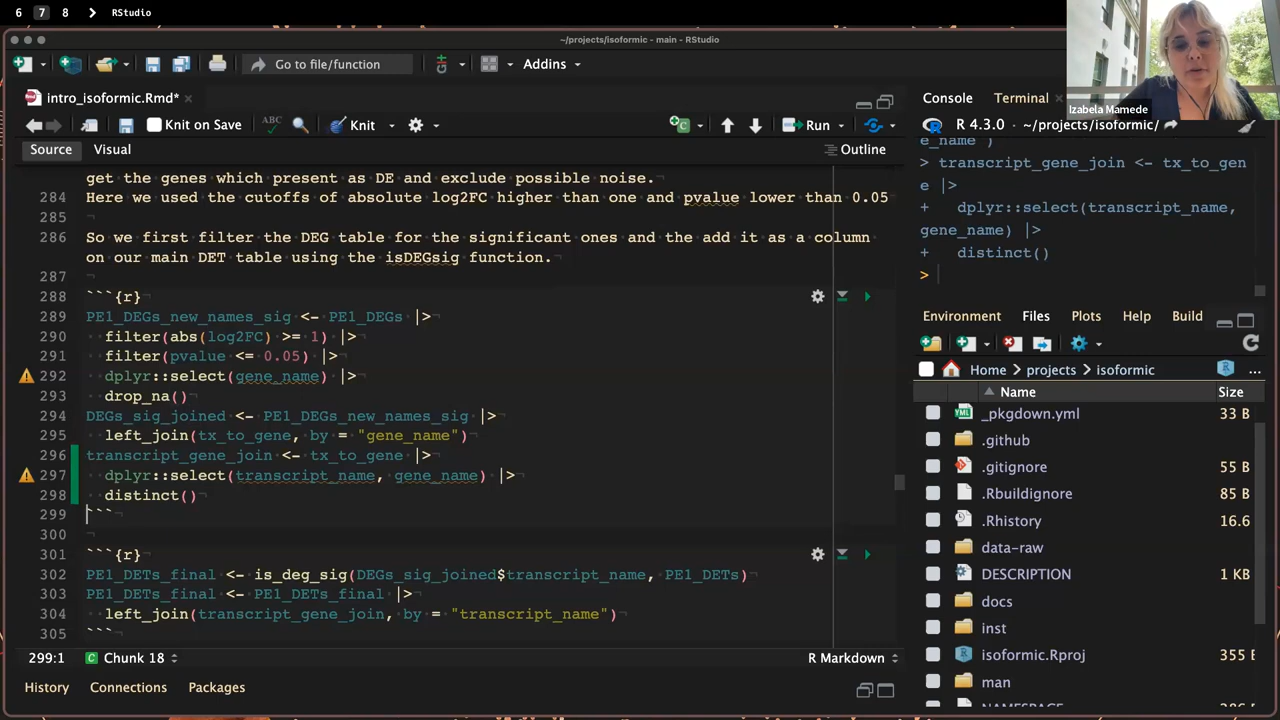 6 7 8 RStudio
~/projects/isoformic - main - RStudio
Go to file/function Addins
Izabela Mamede
intro_isoformic.Rmd*
Knit on Save ABC Knit Run
Source Visual Outline
get the genes which present as DE and exclude possible noise.
284 Here we used the cutoffs of absolute log2FC higher than one and pvalue lower than 0.05
285
286 So we first filter the DEG table for the significant ones and the add it as a column
on our main DET table using the isDEGsig function.
287
288 ```{r}
289 PE1_DEGs_new_names_sig <- PE1_DEGs |>
290 filter(abs(log2FC) >= 1) |>
291 filter(pvalue <= 0.05) |>
292 dplyr::select(gene_name) |>
293 drop_na()
294 DEGs_sig_joined <- PE1_DEGs_new_names_sig |>
295 left_join(tx_to_gene, by = "gene_name")
296 transcript_gene_join <- tx_to_gene |>
297 dplyr::select(transcript_name, gene_name) |>
298 distinct()
299 ```
300
301 ```{r}
302 PE1_DETs_final <- is_deg_sig(DEGs_sig_joined$transcript_name, PE1_DETs)
303 PE1_DETs_final <- PE1_DETs_final |>
304 left_join(transcript_gene_join, by = "transcript_name")
305 ```
299:1 Chunk 18 R Markdown
History Connections Packages
Console Terminal
R 4.3.0 · ~/projects/isoformic/
e_name")
> transcript_gene_join <- tx_to_gen
e |>
+ dplyr::select(transcript_name,
gene_name) |>
+ distinct()
>
Environment Files Plots Help Build
Home projects isoformic ...
Name Size
_pkgdown.yml 33 B
.github
.gitignore 55 B
.Rbuildignore 85 B
.Rhistory 16.6
data-raw
DESCRIPTION 1 KB
docs
inst
isoformic.Rproj 355 B
man